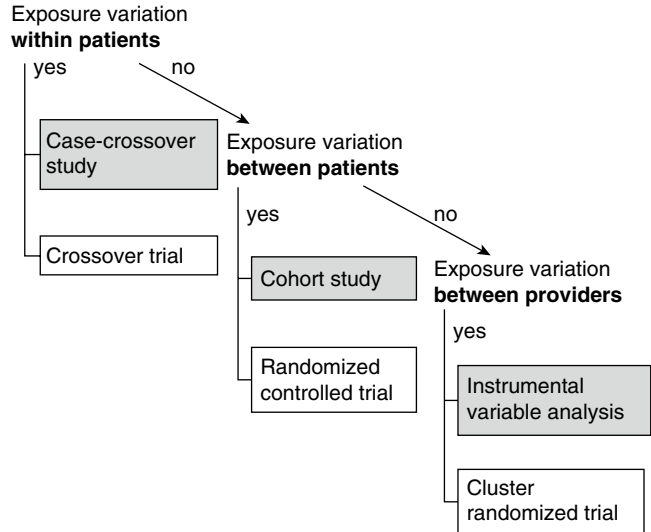 Exposure variation
within patients
yes
no
Case-crossover
study
Crossover trial
Exposure variation
between patients
yes
no
Cohort study
Randomized
controlled trial
Exposure variation
between providers
yes
Instrumental
variable analysis
Cluster
randomized trial